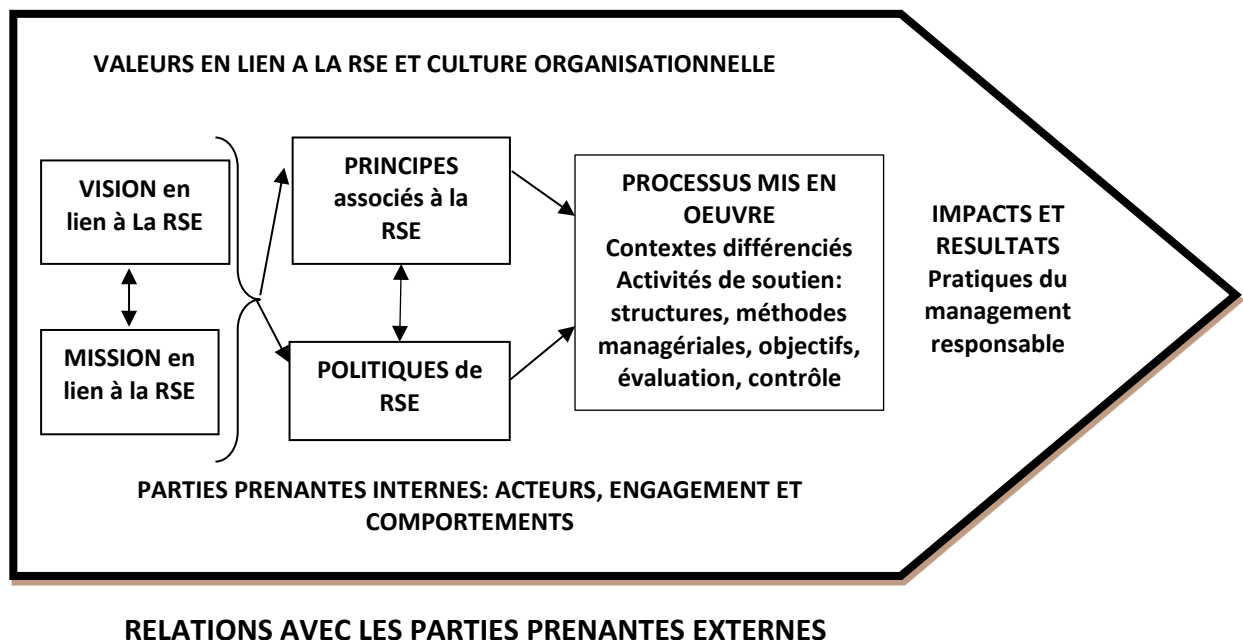 VALEURS EN LIEN A LA RSE ET CULTURE ORGANISATIONNELLE
VISION en
lien à La RSE
MISSION en
lien à la RSE
PRINCIPES
associés à la
RSE
POLITIQUES de
RSE
PROCESSUS MIS EN
OEUVRE
Contextes différenciés
Activités de soutien:
structures, méthodes
managériales, objectifs,
évaluation, contrôle
IMPACTS ET
RESULTATS
Pratiques du
management
responsable
PARTIES PRENANTES INTERNES: ACTEURS, ENGAGEMENT ET
COMPORTEMENTS
RELATIONS AVEC LES PARTIES PRENANTES EXTERNES